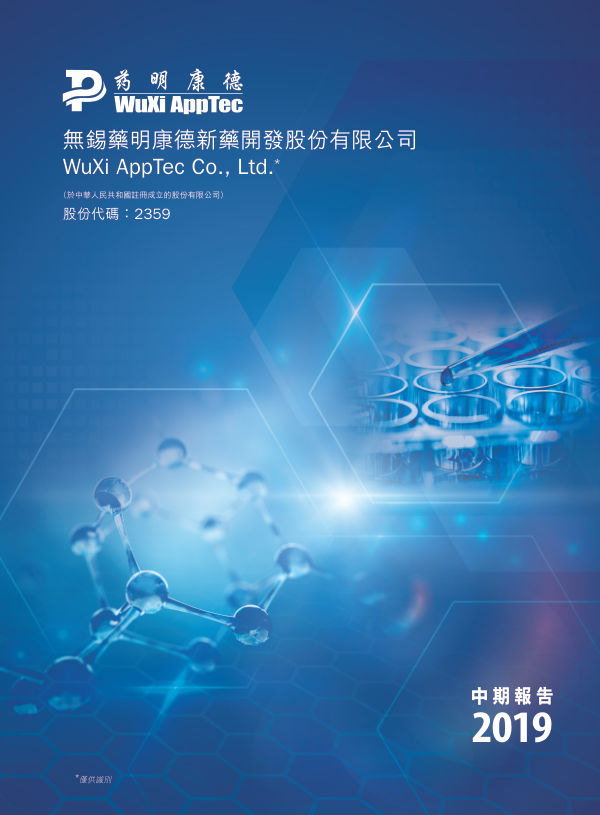 药明康德
WuXi AppTec
無錫藥明康德新藥開發股份有限公司
WuXi AppTec Co., Ltd.*
（於中華人民共和國註冊成立的股份有限公司）
股份代碼：2359
中期報告
2019
*僅供識別